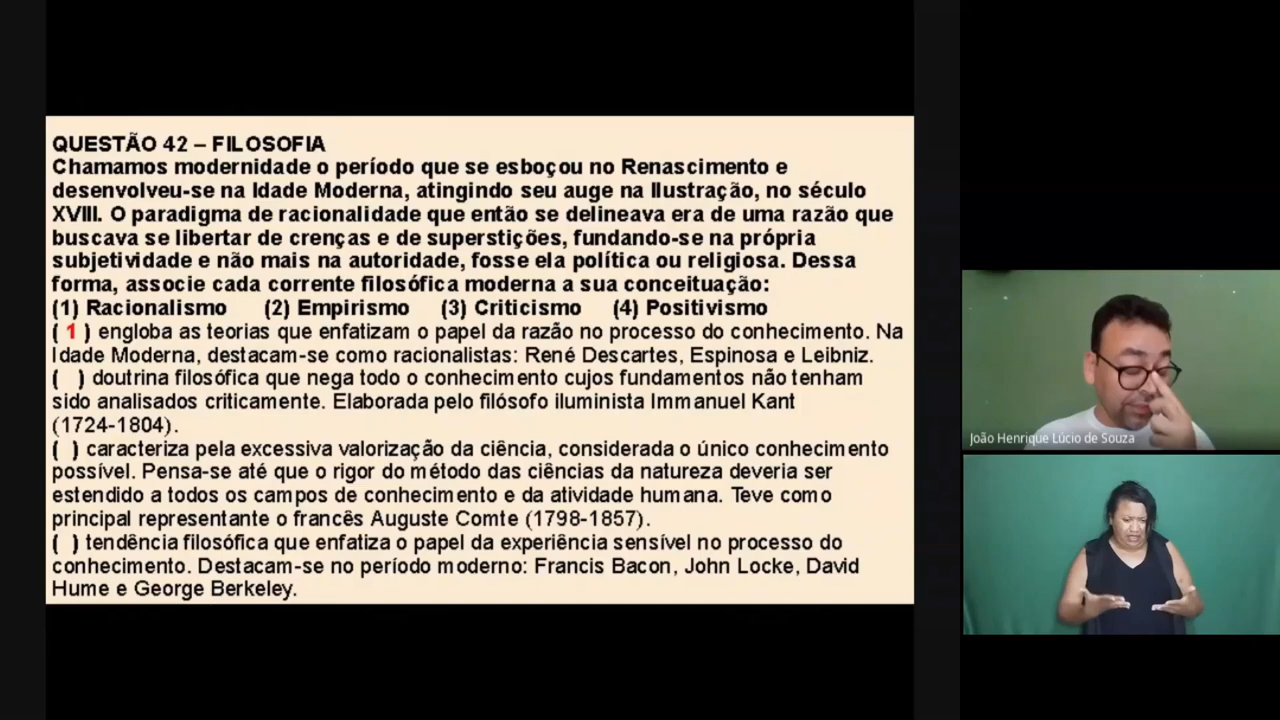 QUESTÃO 42 – FILOSOFIA
Chamamos modernidade o período que se esboçou no Renascimento e
desenvolveu-se na Idade Moderna, atingindo seu auge na Ilustração, no século
XVIII. O paradigma de racionalidade que então se delineava era de uma razão que
buscava se libertar de crenças e de superstições, fundando-se na própria
subjetividade e não mais na autoridade, fosse ela política ou religiosa. Dessa
forma, associe cada corrente filosófica moderna a sua conceituação:
(1) Racionalismo (2) Empirismo (3) Criticismo (4) Positivismo
( 1 ) engloba as teorias que enfatizam o papel da razão no processo do conhecimento. Na
Idade Moderna, destacam-se como racionalistas: René Descartes, Espinosa e Leibniz.
( ) doutrina filosófica que nega todo o conhecimento cujos fundamentos não tenham
sido analisados criticamente. Elaborada pelo filósofo iluminista Immanuel Kant
(1724-1804).
( ) caracteriza pela excessiva valorização da ciência, considerada o único conhecimento
possível. Pensa-se até que o rigor do método das ciências da natureza deveria ser
estendido a todos os campos de conhecimento e da atividade humana. Teve como
principal representante o francês Auguste Comte (1798-1857).
( ) tendência filosófica que enfatiza o papel da experiência sensível no processo do
conhecimento. Destacam-se no período moderno: Francis Bacon, John Locke, David
Hume e George Berkeley.
João Henrique Lúcio de Souza